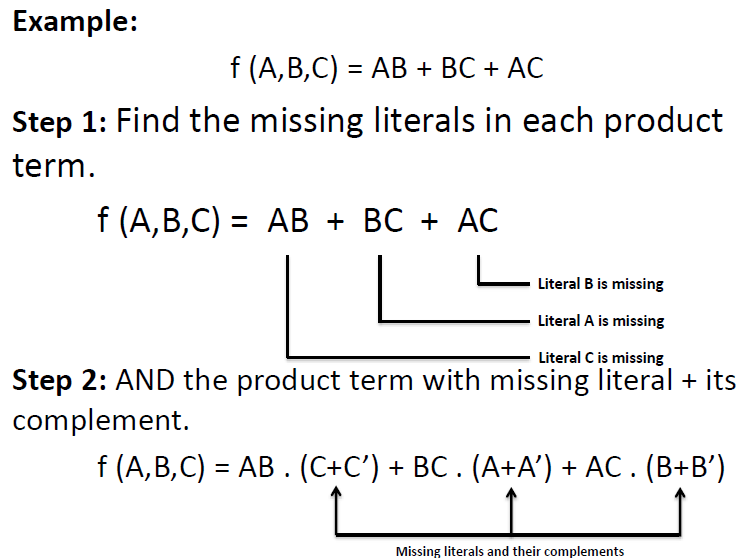 Example:
f (A,B,C) = AB + BC + AC
Step 1: Find the missing literals in each product
term.
f (A,B,C) = AB + BC + AC
Literal B is missing
Literal A is missing
Literal C is missing
Step 2: AND the product term with missing literal + its
complement.
f (A,B,C) = AB . (C+C’) + BC . (A+A’) + AC . (B+B’)
Missing literals and their complements